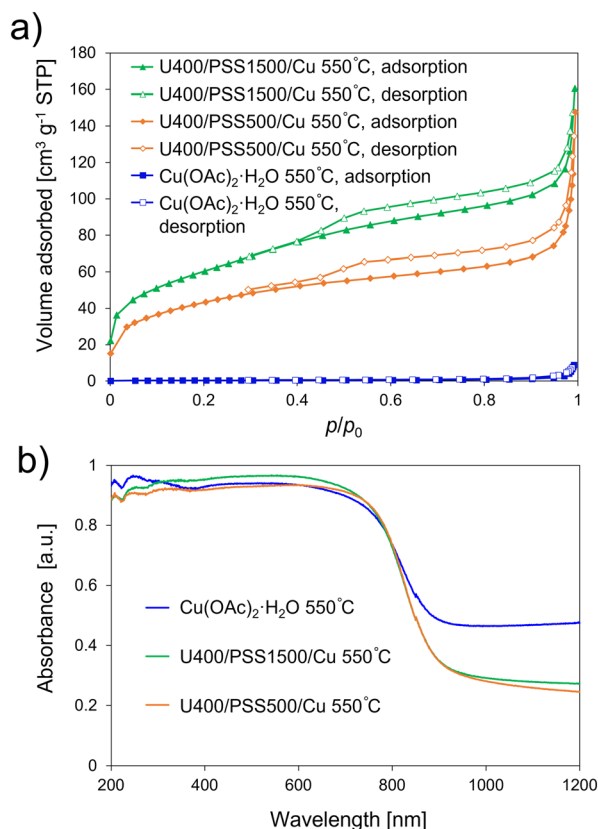 a)
180
160
140
120
100
80
60
40
20
0
Volume adsorbed [cm³ g⁻¹ STP]
U400/PSS1500/Cu 550°C, adsorption
U400/PSS1500/Cu 550°C, desorption
U400/PSS500/Cu 550°C, adsorption
U400/PSS500/Cu 550°C, desorption
Cu(OAc)₂·H₂O 550°C, adsorption
Cu(OAc)₂·H₂O 550°C,
desorption
0 0.2 0.4 0.6 0.8 1
p/p₀
b)
1
0.8
0.6
0.4
0.2
0
Absorbance [a.u.]
Cu(OAc)₂·H₂O 550°C
U400/PSS1500/Cu 550°C
U400/PSS500/Cu 550°C
200 400 600 800 1000 1200
Wavelength [nm]